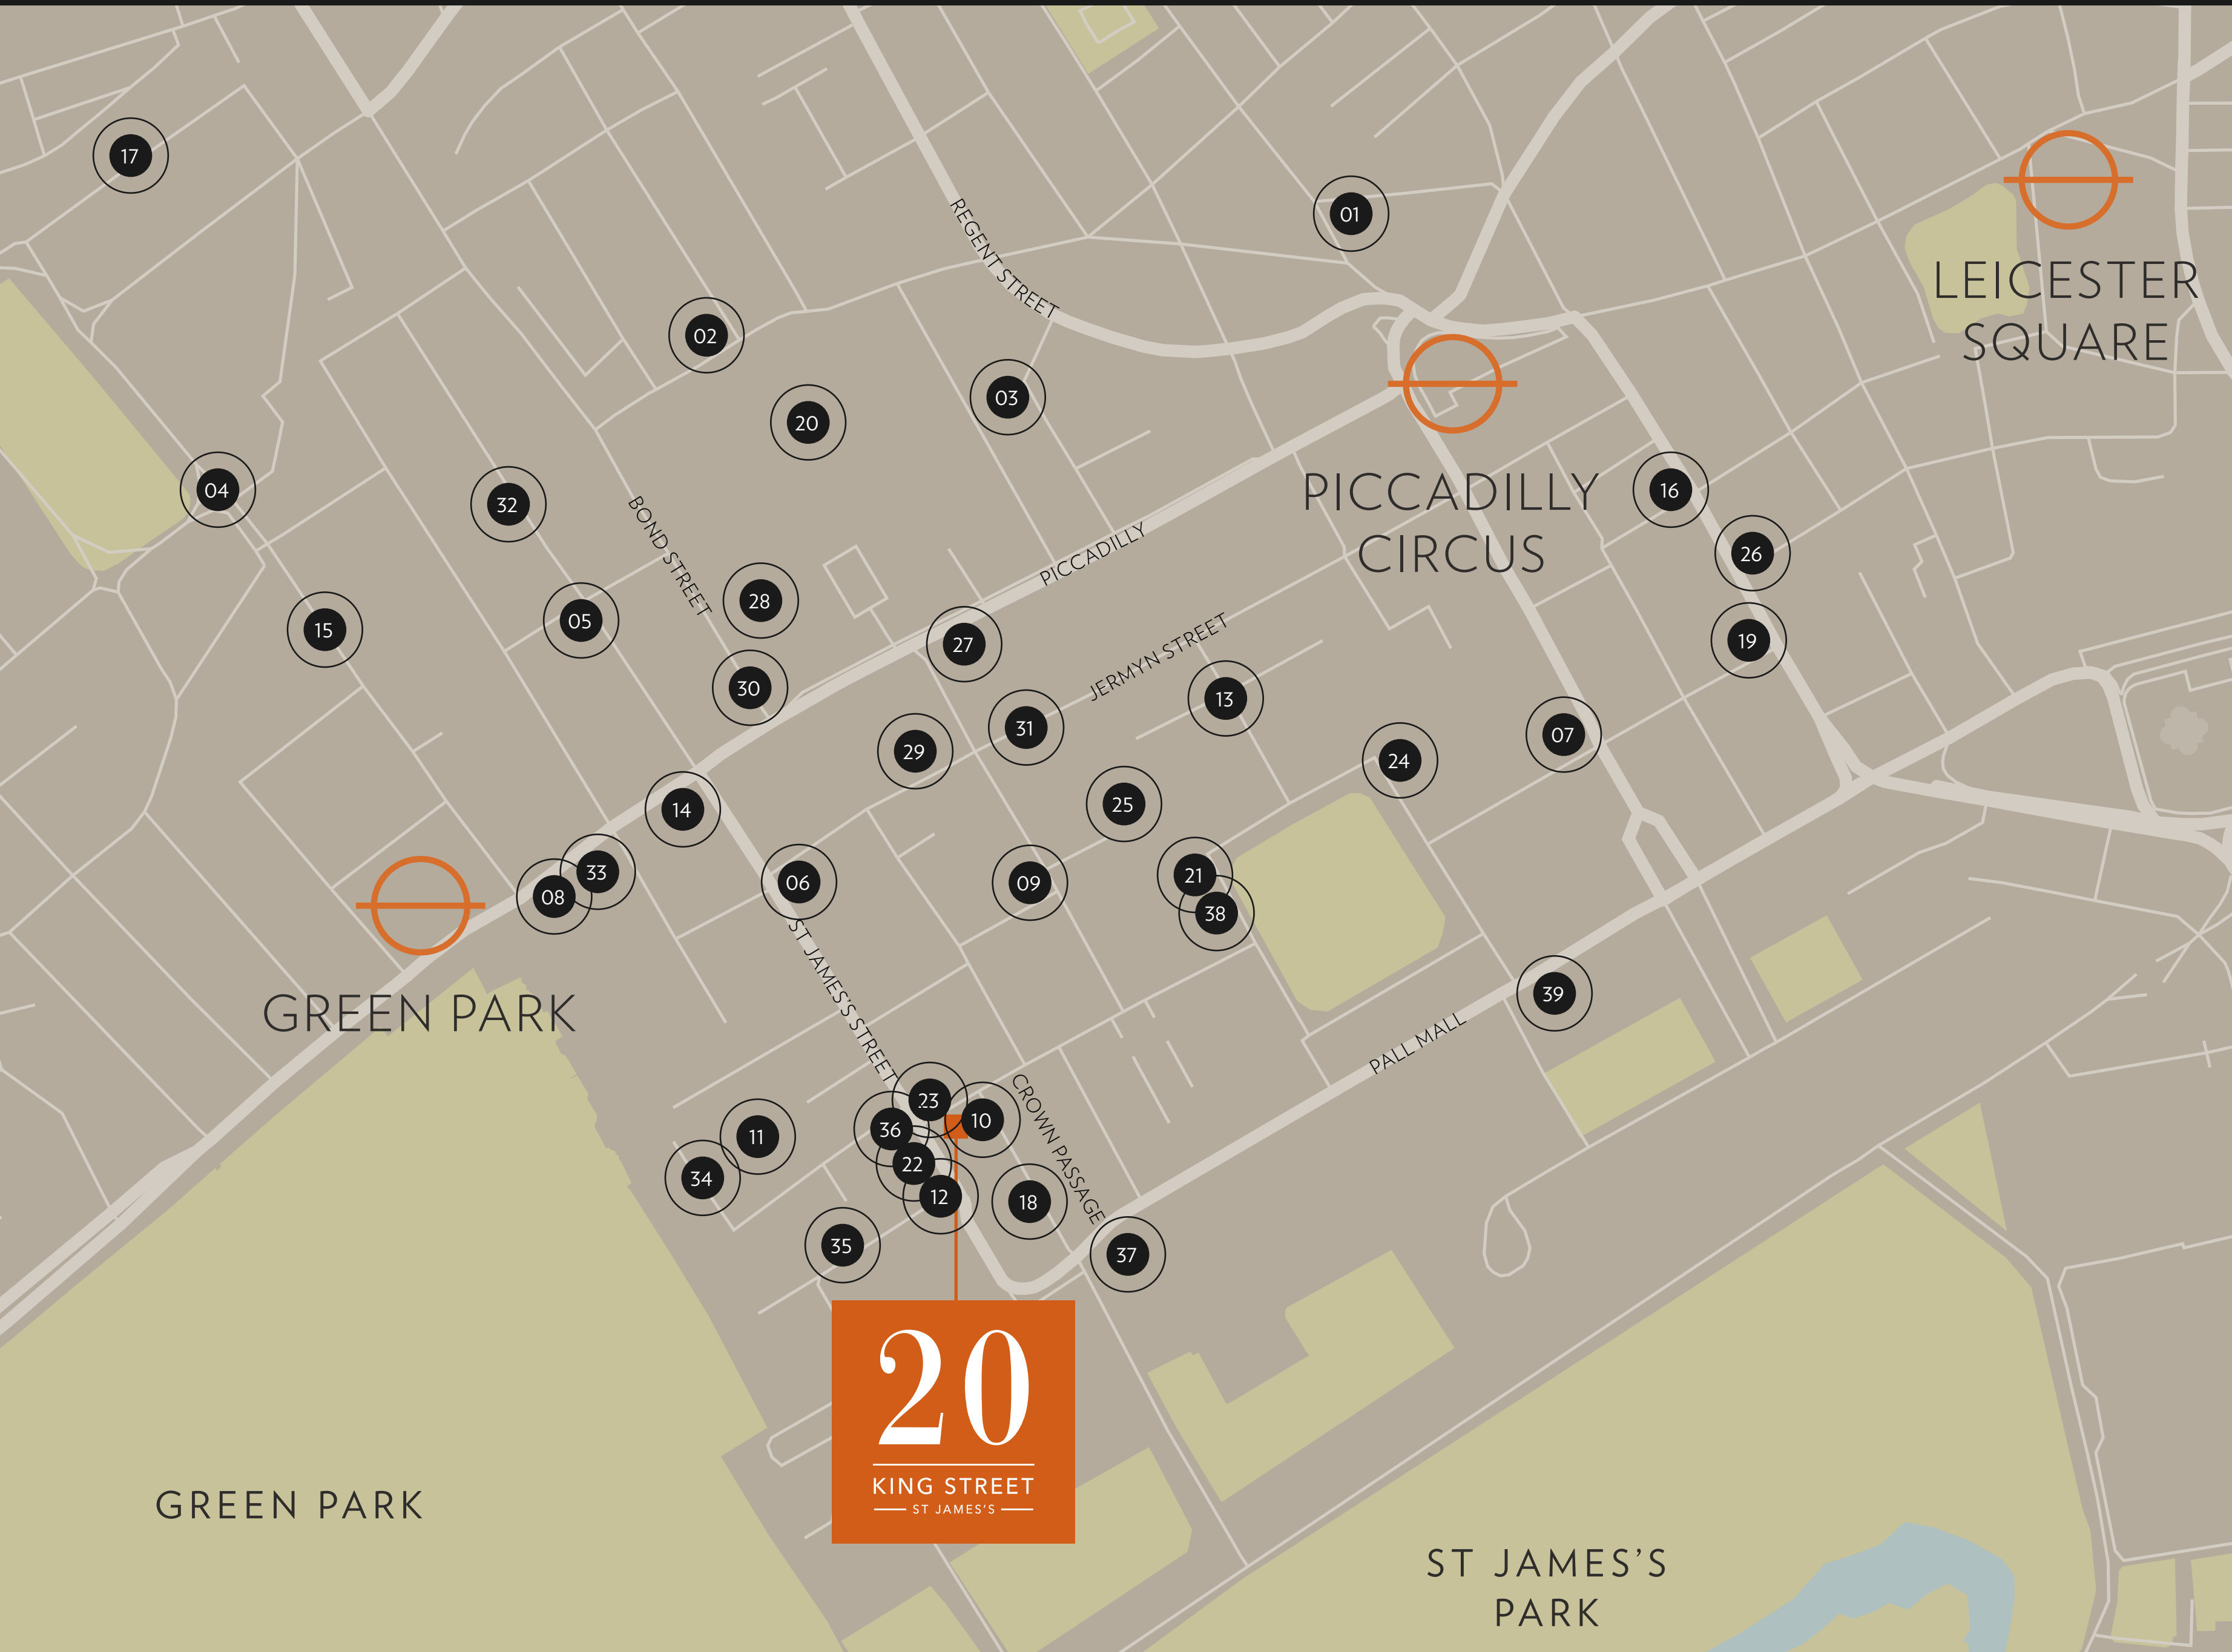 17
01
REGENT STREET
LEICESTER
SQUARE
02
03
20
PICCADILLY
CIRCUS
04
32
16
BOND STREET
PICCADILLY
26
28
05
15
27
19
JERMYN STREET
30
13
31
29
07
24
14
25
33
21
06
09
08
38
GREEN PARK
ST JAMES'S STREET
39
PALL MALL
23
10
CROWN PASSAGE
36
11
22
34
12
18
35
37
20
KING STREET
ST JAMES'S
GREEN PARK
ST JAMES'S
PARK